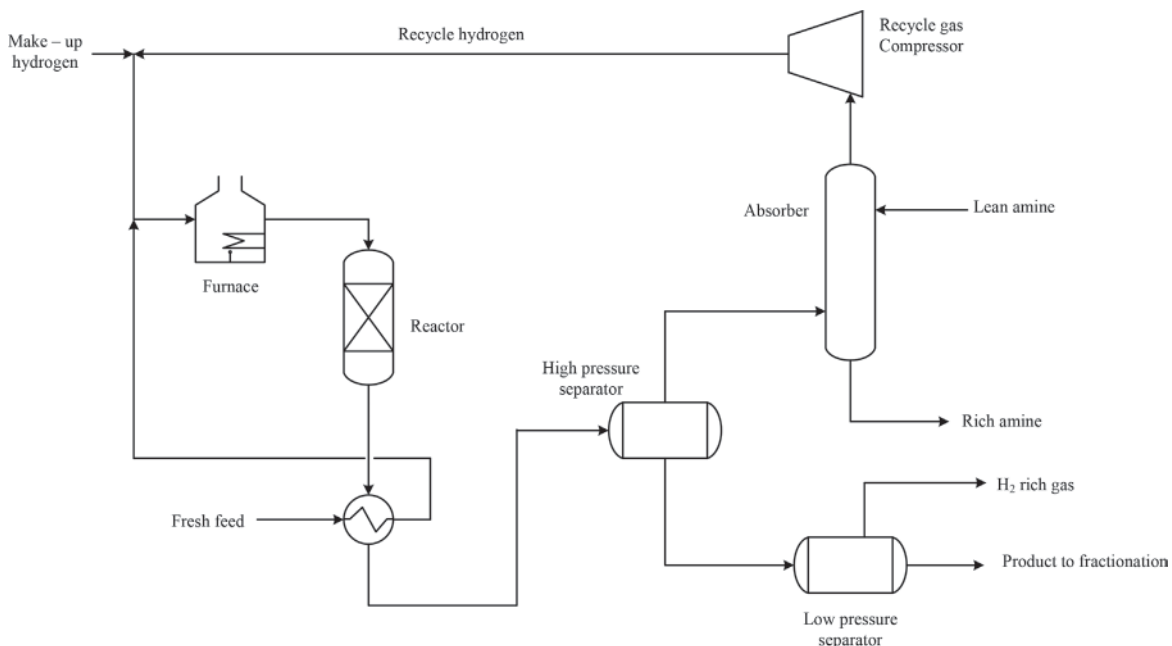 Make – up
hydrogen
Recycle hydrogen
Recycle gas
Compressor
Absorber
Lean amine
Furnace
Reactor
High pressure
separator
Rich amine
H₂ rich gas
Fresh feed
Product to fractionation
Low pressure
separator